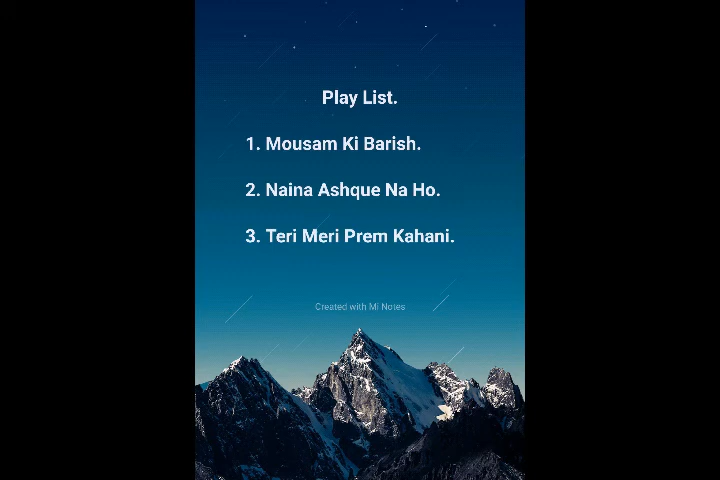 Play List.
1. Mousam Ki Barish.
2. Naina Ashque Na Ho.
3. Teri Meri Prem Kahani.
Created with Mi Notes